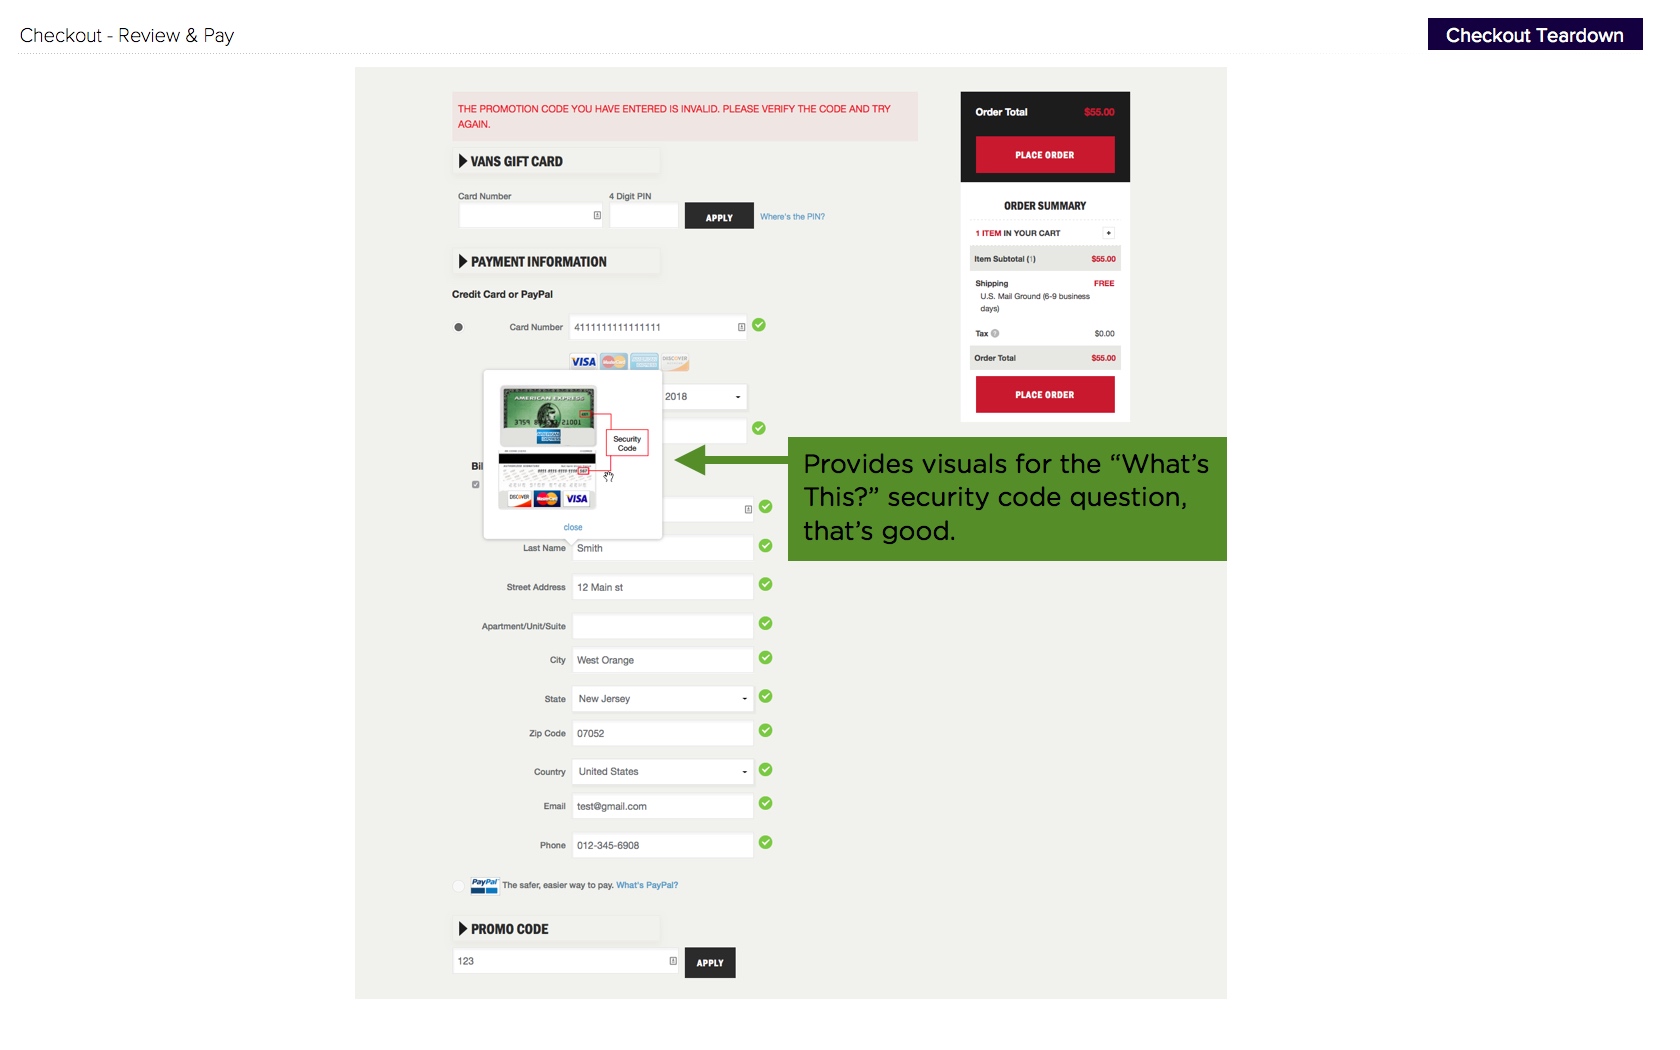 Checkout - Review & Pay
Checkout Teardown
THE PROMOTION CODE YOU HAVE ENTERED IS INVALID. PLEASE VERIFY THE CODE AND TRY
AGAIN.
VANS GIFT CARD
Card Number
4 Digit PIN
APPLY
Where's the PIN?
PAYMENT INFORMATION
Credit Card or PayPal
Card Number
4111111111111111
VISA
MasterCard
DISCOVER
2018
AMERICAN EXPRESS
Security
Code
Bil
DISCOVER
MasterCard
VISA
close
Last Name
Smith
Street Address
12 Main st
Apartment/Unit/Suite
City
West Orange
State
New Jersey
Zip Code
07052
Country
United States
Email
test@gmail.com
Phone
012-345-6908
PayPal
The safer, easier way to pay. What's PayPal?
PROMO CODE
123
APPLY
Order Total
$55.00
PLACE ORDER
ORDER SUMMARY
1 ITEM IN YOUR CART
+
Item Subtotal (1)
$55.00
Shipping
FREE
U.S. Mail Ground (6-9 business
days)
Tax ?
$0.00
Order Total
$55.00
PLACE ORDER
Provides visuals for the “What’s
This?” security code question,
that’s good.